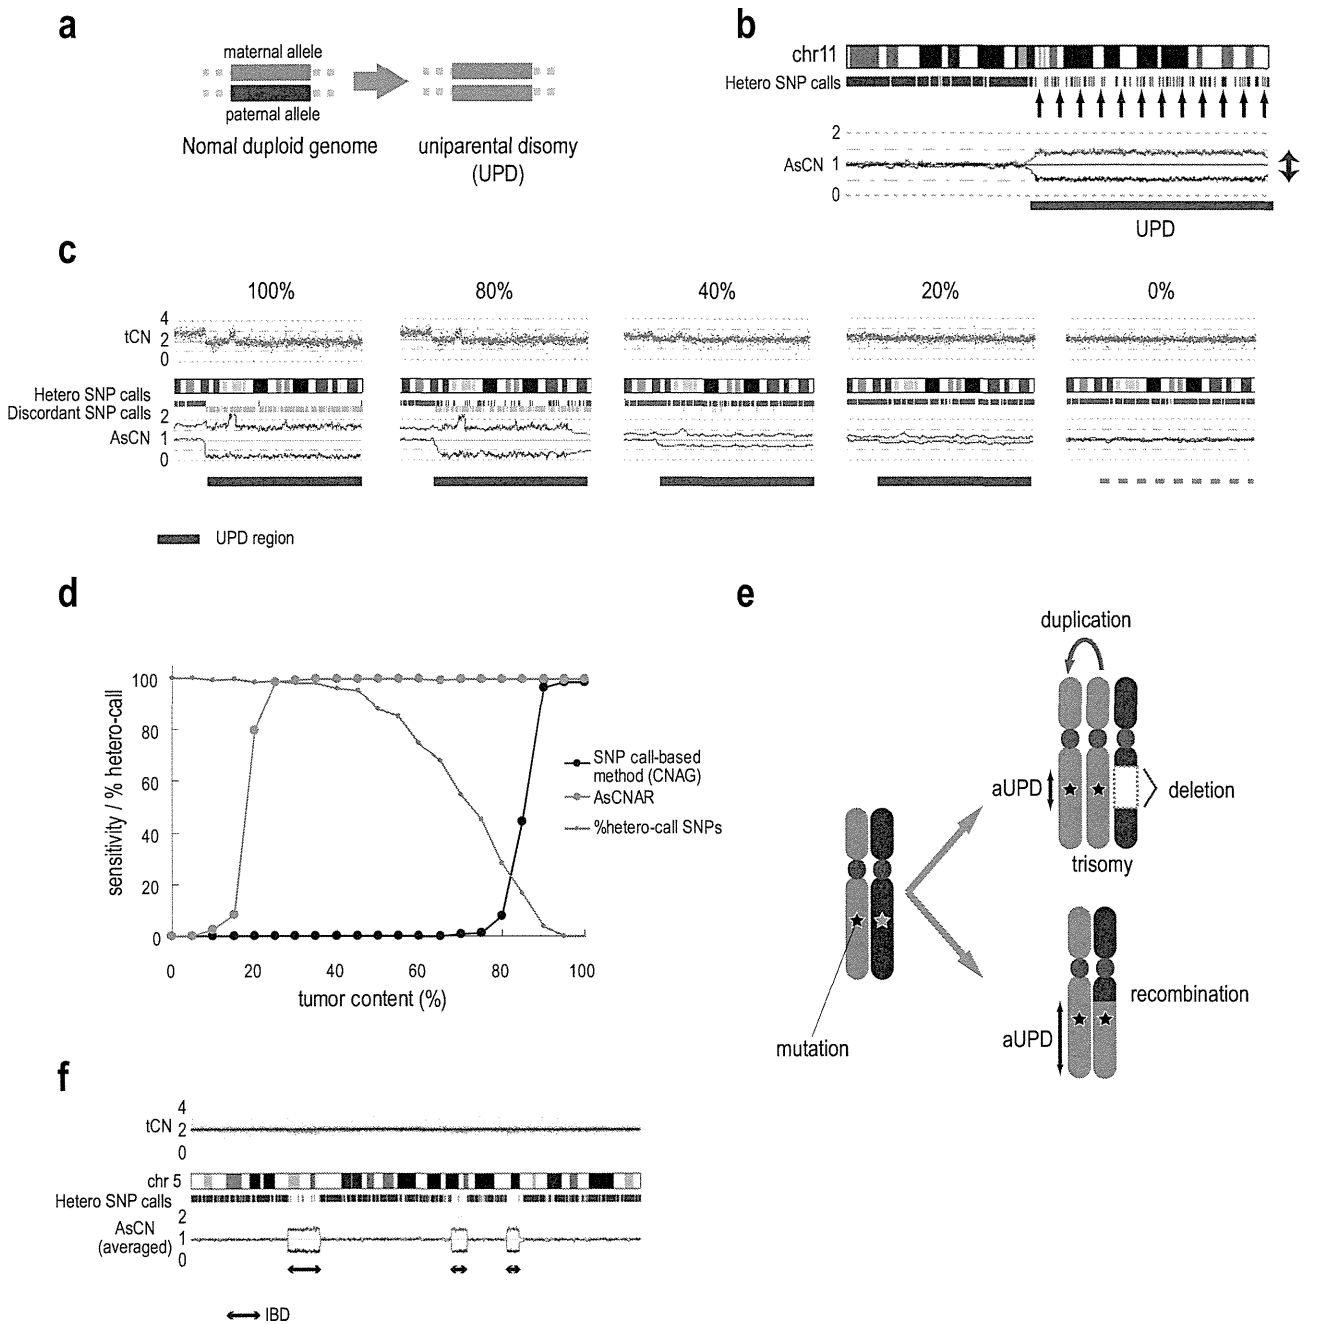 a
maternal allele
paternal allele
Nomal duploid genome
uniparental disomy
(UPD)
b
chr11
Hetero SNP calls
2
AsCN 1
0
UPD
c
100%
80%
40%
20%
0%
4
tCN 2
0
Hetero SNP calls
Discordant SNP calls
2
AsCN 1
0
UPD region
d
sensitivity / % hetero-call
100
80
60
40
20
0
0
20
40
60
80
100
tumor content (%)
SNP call-based
method (CNAG)
AsCNAR
%hetero-call SNPs
e
duplication
aUPD
deletion
trisomy
recombination
aUPD
mutation
f
4
tCN 2
0
chr 5
Hetero SNP calls
2
AsCN 1
(averaged)
0
IBD